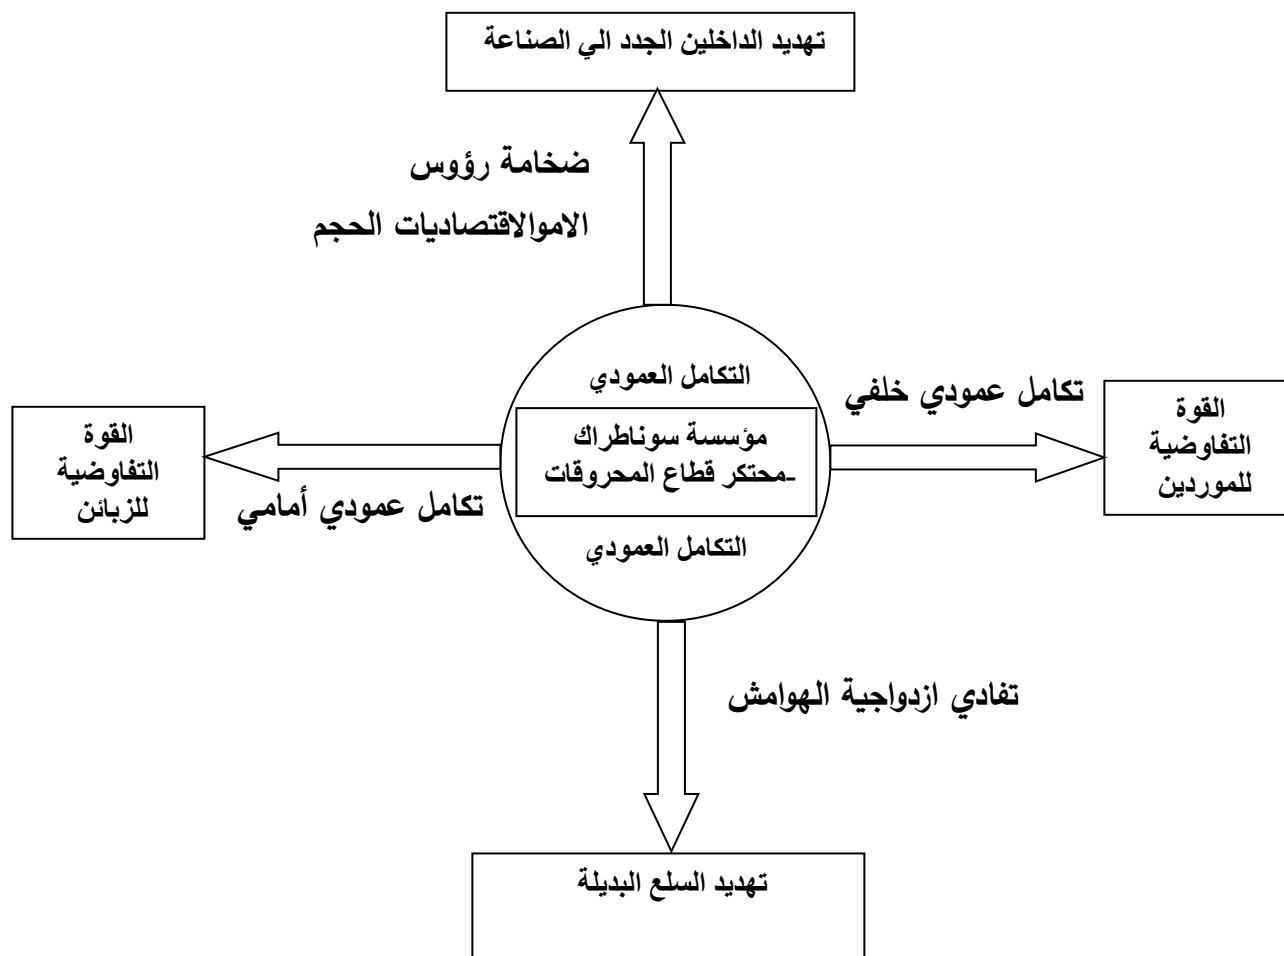 تهديد الداخلين الجدد الي الصناعة
ضخامة رؤوس
الاموالاقتصاديات الحجم
التكامل العمودي
تكامل عمودي خلفي
القوة
التفاوضية
للموردين
مؤسسة سوناطراك
-محتكر قطاع المحروقات
القوة
التفاوضية
للزبائن
تكامل عمودي أمامي
التكامل العمودي
تفادي ازدواجية الهوامش
تهديد السلع البديلة